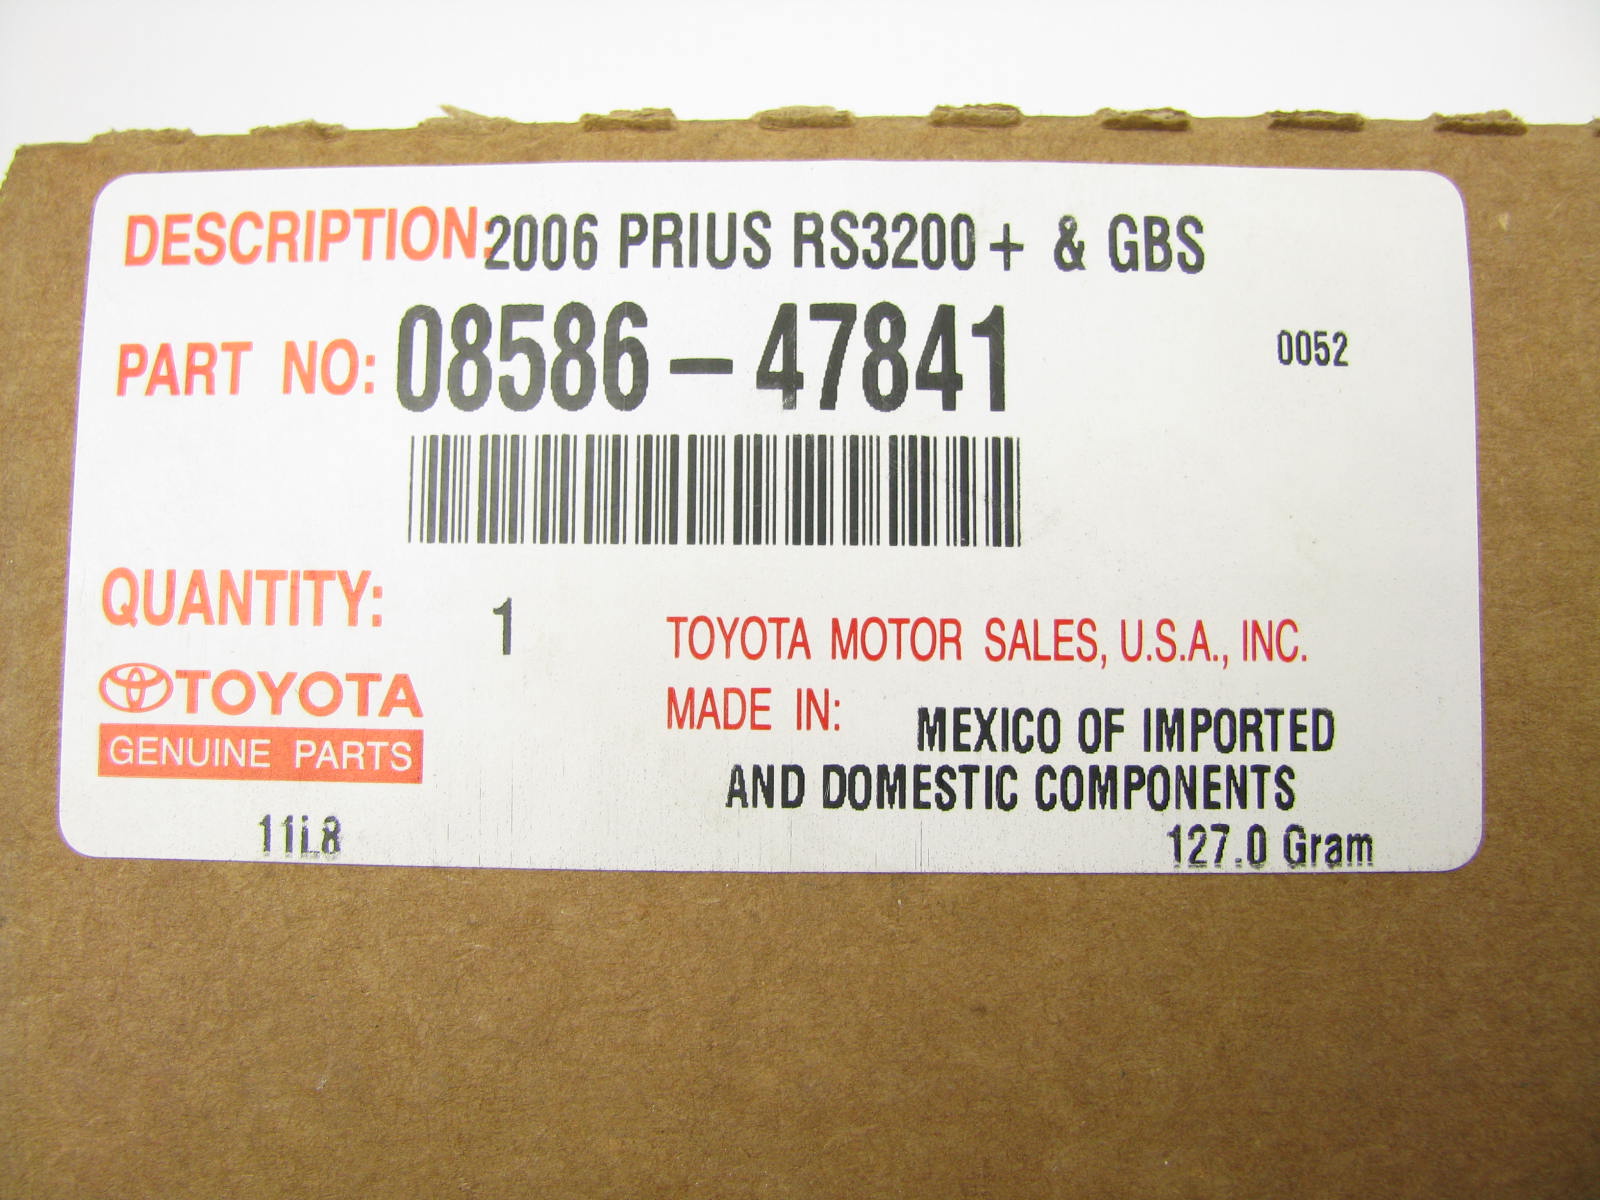 DESCRIPTION: 2006 PRIUS RS3200+ & GBS
PART NO: 08586-47841
0052
QUANTITY: 1
TOYOTA MOTOR SALES, U.S.A., INC.
TOYOTA
GENUINE PARTS
MADE IN: MEXICO OF IMPORTED
AND DOMESTIC COMPONENTS
11L8
127.0 Gram